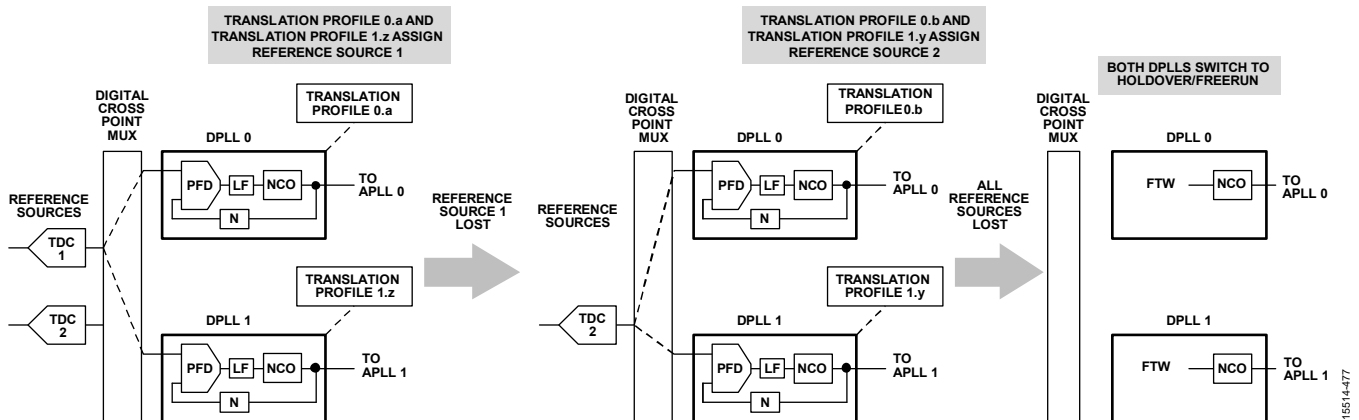 TRANSLATION PROFILE 0.a AND
TRANSLATION PROFILE 1.z ASSIGN
REFERENCE SOURCE 1
DIGITAL
CROSS
POINT
MUX
TRANSLATION
PROFILE 0.a
DPLL 0
PFD
LF
NCO
N
TO
APLL 0
REFERENCE
SOURCES
TDC
1
TDC
2
TRANSLATION
PROFILE 1.z
DPLL 1
PFD
LF
NCO
N
TO
APLL 1
REFERENCE
SOURCE 1
LOST
TRANSLATION PROFILE 0.b AND
TRANSLATION PROFILE 1.y ASSIGN
REFERENCE SOURCE 2
DIGITAL
CROSS
POINT
MUX
TRANSLATION
PROFILE 0.b
DPLL 0
PFD
LF
NCO
N
TO
APLL 0
REFERENCE
SOURCES
TDC
2
TRANSLATION
PROFILE 1.y
DPLL 1
PFD
LF
NCO
N
TO
APLL 1
ALL
REFERENCE
SOURCES
LOST
BOTH DPLLS SWITCH TO
HOLDOVER/FREERUN
DIGITAL
CROSS
POINT
MUX
DPLL 0
FTW
NCO
TO
APLL 0
DPLL 1
FTW
NCO
TO
APLL 1
15514-477